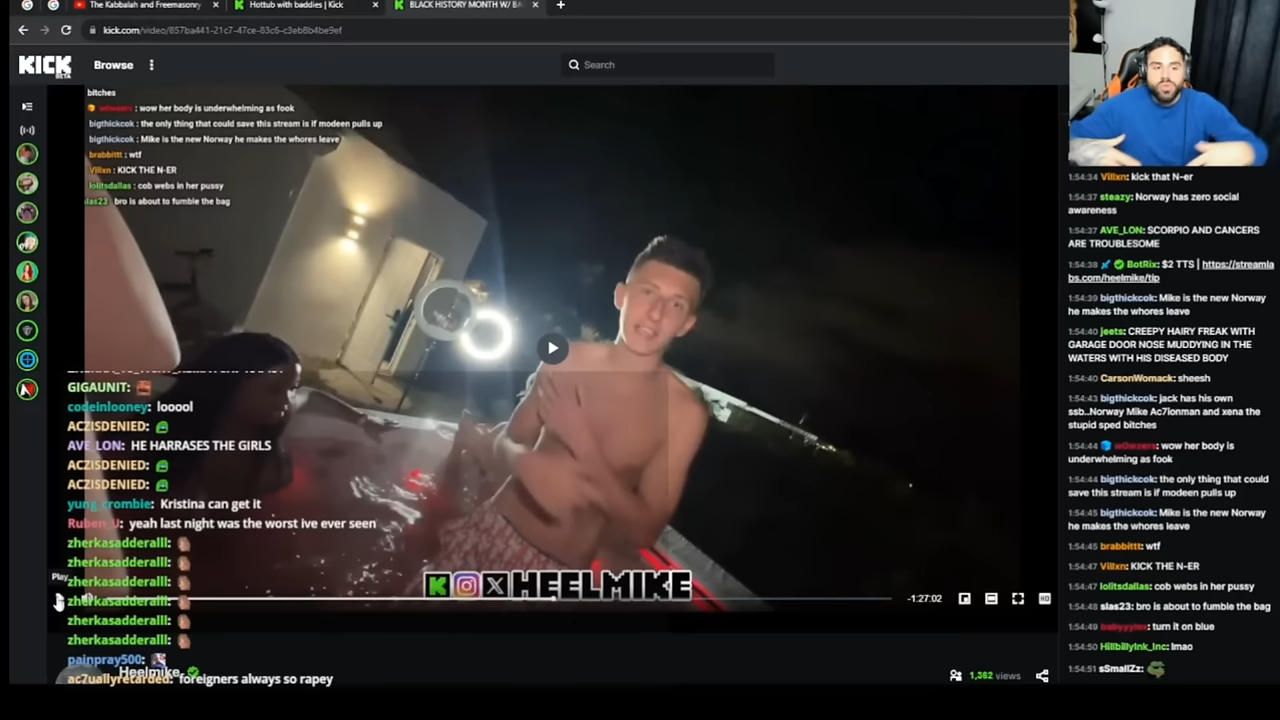 The Kabbalah and Freemasonry
Hottub with baddies | Kick
BLACK HISTORY MONTH W/ BA
kick.com/video/857ba441-21c7-47ce-83c6-c3eb8b4be9ef
KICK
BETA
Browse
Search
bitches
w0wzers : wow her body is underwhelming as fook
bigthickcok : the only thing that could save this stream is if modeen pulls up
bigthickcok : Mike is the new Norway he makes the whores leave
brabbittt : wtf
Villxn : KICK THE N-ER
lolitsdallas : cob webs in her pussy
slas23 : bro is about to fumble the bag
GIGAUNIT:
codeinlooney: looool
ACZISDENIED:
AVE_LON: HE HARRASES THE GIRLS
ACZISDENIED:
ACZISDENIED:
yung_crombie: Kristina can get it
Ruben_U: yeah last night was the worst ive ever seen
zherkasadderalll:
zherkasadderalll:
zherkasadderalll:
zherkasadderalll:
zherkasadderalll:
zherkasadderalll:
painpray500:
ac7uallyretarded: foreigners always so rapey
Play
K X HEELMIKE
-1:27:02
HD
Heelmike
1,362 views
1:54:34 Villxn: kick that N-er
1:54:37 steazy: Norway has zero social
awareness
1:54:37 AVE_LON: SCORPIO AND CANCERS
ARE TROUBLESOME
1:54:38 BotRix: $2 TTS | https://streamla
bs.com/heelmike/tip
1:54:39 bigthickcok: Mike is the new Norway
he makes the whores leave
1:54:40 jeets: CREEPY HAIRY FREAK WITH
GARAGE DOOR NOSE MUDDYING IN THE
WATERS WITH HIS DISEASED BODY
1:54:40 CarsonWomack: sheesh
1:54:43 bigthickcok: jack has his own
ssb..Norway Mike Ac7ionman and xena the
stupid sped bitches
1:54:44 w0wzers: wow her body is
underwhelming as fook
1:54:44 bigthickcok: the only thing that could
save this stream is if modeen pulls up
1:54:45 bigthickcok: Mike is the new Norway
he makes the whores leave
1:54:45 brabbittt: wtf
1:54:47 Villxn: KICK THE N-ER
1:54:47 lolitsdallas: cob webs in her pussy
1:54:48 slas23: bro is about to fumble the bag
1:54:49 turn it on blue
1:54:50 HillbillyInk_Inc: lmao
1:54:51 sSmallZz: